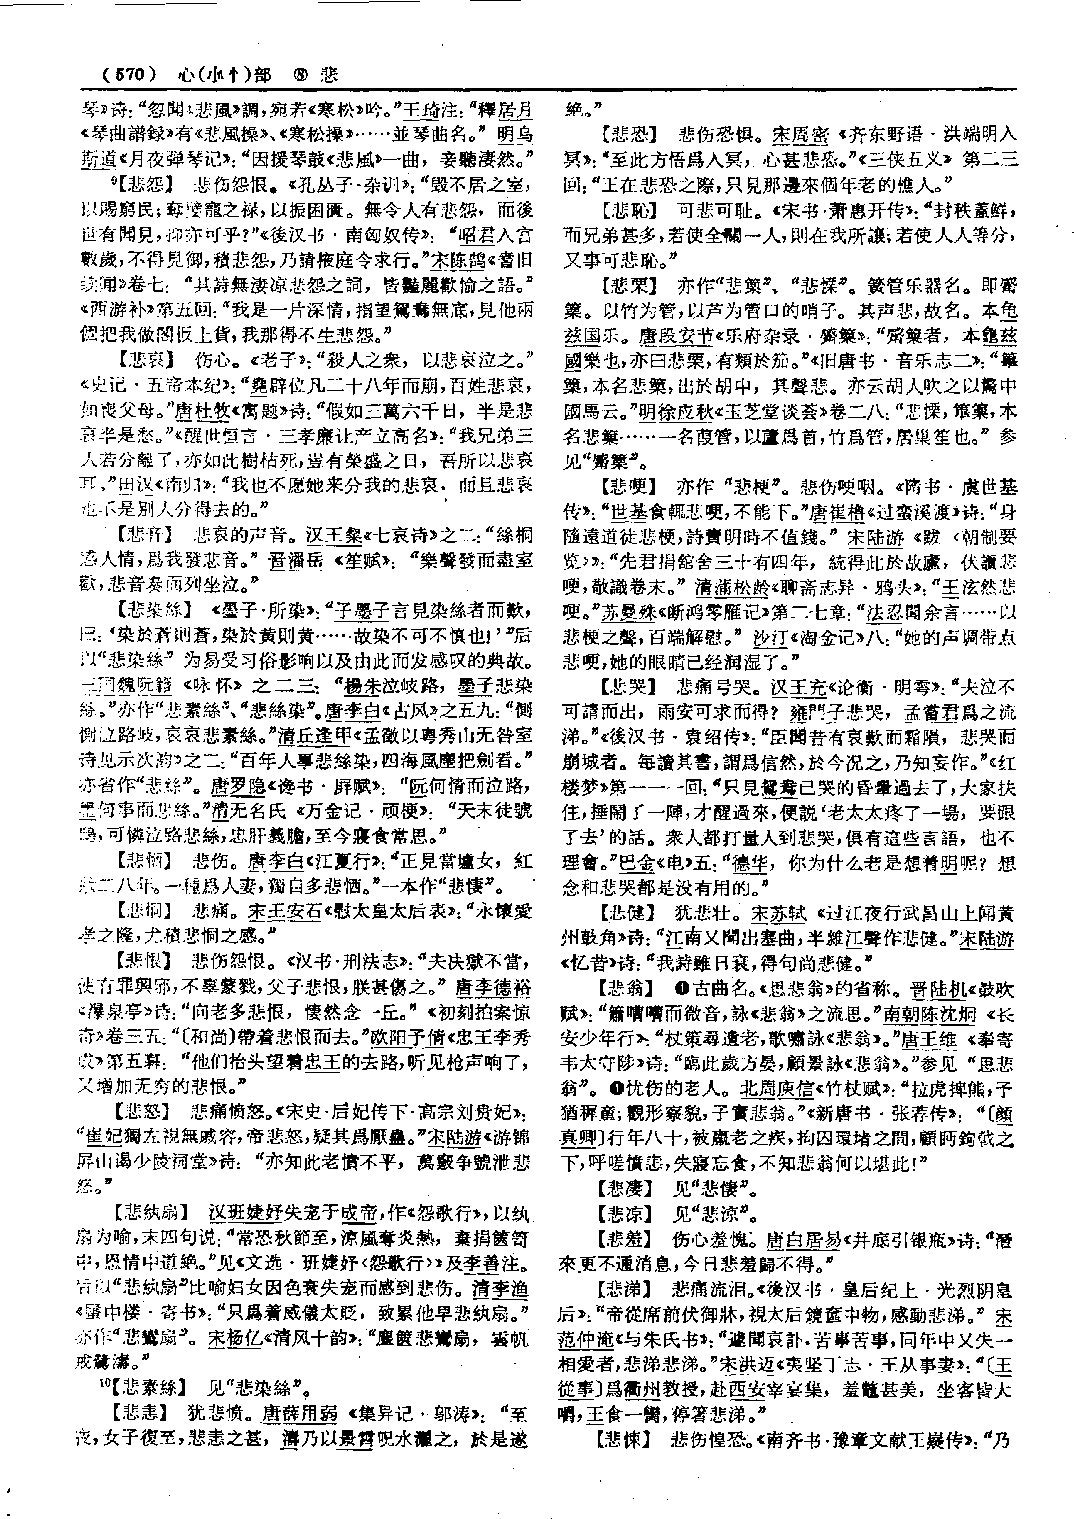 (570) 心(小忄)部 ⑧ 悲
琴》诗：“忽聞《悲風》調，宛若《寒松》吟。”王琦注：“釋居月
《琴曲譜録》有《悲風操》、《寒松操》……並琴曲名。” 明乌
斯道《月夜弹琴记》：“因援琴鼓《悲風》一曲，妾聽淒然。”
9【悲怨】 悲伤怨恨。《孔丛子·杂训》：“毁不居之室，
以賜窮民；奪嬖寵之禄，以振困匱。無令人有悲怨，而後
世有聞見，抑亦可乎？”《後汉书·南匈奴传》：“昭君入宫
數歲，不得見御，積悲怨，乃請掖庭令求行。”宋陈鹄《耆旧
续闻》卷七：“其詩無淒凉悲怨之詞，皆豔麗歡愉之語。”
《西游补》第五回：“我是一片深情，指望鴛鴦無底，見他兩
個把我做閣板上貨，我那得不生悲怨。”
【悲哀】 伤心。《老子》：“殺人之衆，以悲哀泣之。”
《史记·五帝本纪》：“堯辟位凡二十八年而崩，百姓悲哀，
如喪父母。”唐杜牧《寓题》诗：“假如三萬六千日，半是悲
哀半是愁。”《醒世恒言·三孝廉让产立高名》：“我兄弟三
人若分離了，亦如此樹枯死，豈有榮盛之日，吾所以悲哀
耳。”田汉《南归》：“我也不愿她来分我的悲哀，而且悲哀
也不是别人分得去的。”
【悲音】 悲哀的声音。汉王粲《七哀诗》之二：“絲桐
感人情，爲我發悲音。” 晋潘岳《笙赋》：“樂聲發而盡室
歡，悲音奏而列坐泣。”
【悲染絲】 《墨子·所染》：“子墨子言見染絲者而歎，
曰：‘染於蒼則蒼，染於黄則黄……故染不可不慎也！’”后
以“悲染絲”为易受习俗影响以及由此而发感叹的典故。
三国魏阮籍《咏怀》之二三：“楊朱泣岐路，墨子悲染
絲。”亦作“悲素絲”、“悲絲染”。唐李白《古风》之五九：“惻
惻泣路岐，哀哀悲素絲。”清丘逢甲《孟敬以粤秀山无咎室
诗见示次韵》之二：“百年人事悲絲染，四海風塵把劍看。”
亦省作“悲絲”。唐罗隐《谗书·屏赋》：“阮何情而泣路，
墨何事而悲絲。”清无名氏《万金记·顽梗》：“天末徒號
鶚，可憐泣路悲絲，忠肝義膽，至今寢食常思。”
【悲恓】 悲伤。唐李白《江夏行》：“正見當壚女，紅
妝二八年。一種爲人妻，獨自多悲恓。”一本作“悲悽”。
【悲恫】 悲痛。宋王安石《慰太皇太后表》：“永懷愛
孝之隆，尤積悲恫之感。”
【悲恨】 悲伤怨恨。《汉书·刑法志》：“夫决獄不當，
使有罪興邪，不辜蒙戮，父子悲恨，朕甚傷之。” 唐李德裕
《瀑泉亭》诗：“向老多悲恨，悽然念一丘。”《初刻拍案惊
奇》卷三五：“〔和尚〕帶着悲恨而去。”欧阳予倩《忠王李秀
成》第五幕：“他们抬头望着忠王的去路，听见枪声响了，
又增加无穷的悲恨。”
【悲怒】 悲痛愤怒。《宋史·后妃传下·高宗刘贵妃》：
“崔妃獨左視無戚容，帝悲怒，疑其爲厭蠱。”宋陆游《游锦
屏山谒少陵祠堂》诗：“亦知此老憤不平，萬竅争號泄悲
怒。”
【悲纨扇】 汉班婕妤失宠于成帝，作《怨歌行》，以纨
扇为喻，末四句说：“常恐秋節至，涼風奪炎熱，棄捐篋笥
中，恩情中道絶。”见《文选·班婕妤〈怨歌行〉》及李善注。
后以“悲紈扇”比喻妇女因色衰失宠而感到悲伤。清李渔
《蜃中楼·寄书》：“只爲着威儀太貶，致累他早悲紈扇。”
亦作“悲鸞扇”。宋杨亿《清风十韵》：“塵篋悲鸞扇，雲帆
戒鷺濤。”
10【悲素絲】 见“悲染絲”。
【悲恚】 犹悲愤。唐薛用弱《集异记·邬涛》：“至
夜，女子復至，悲恚之甚，濤乃以景霄呪水灑之，於是遂
絶。”
【悲恐】 悲伤恐惧。宋周密《齐东野语·洪端明入
冥》：“至此方悟爲入冥，心甚悲恐。”《三侠五义》第二三
回：“正在悲恐之際，只見那邊來個年老的樵人。”
【悲恥】 可悲可耻。《宋书·萧惠开传》：“封秩蓋鮮，
而兄弟甚多，若使全關一人，則在我所讓；若使人人等分，
又事可悲恥。”
【悲栗】 亦作“悲篥”、“悲慄”。簧管乐器名。即觱
篥。以竹为管，以芦为管口的哨子。其声悲，故名。本龟
兹国乐。唐段安节《乐府杂录·觱篥》：“觱篥者，本龜兹
國樂也，亦曰悲栗，有類於笳。”《旧唐书·音乐志二》：“篳
篥，本名悲篥，出於胡中，其聲悲。亦云胡人吹之以驚中
國馬云。”明徐应秋《玉芝堂谈荟》卷二八：“悲慄，篳篥，本
名悲篥……一名葭管，以蘆爲首，竹爲管，居巢笙也。” 参
见“觱篥”。
【悲哽】 亦作“悲梗”。悲伤哽咽。《隋书·虞世基
传》：“世基食輒悲哽，不能下。”唐崔橹《过蛮溪渡》诗：“身
隨遠道徒悲梗，詩賣明時不值錢。” 宋陆游《跋〈朝制要
览〉》：“先君捐館舍三十有四年，統得此於故廬，伏讀悲
哽，敬識卷末。” 清蒲松龄《聊斋志异·鸦头》：“王泫然悲
哽。”苏曼殊《断鸿零雁记》第二七章：“法忍聞余言……以
悲梗之聲，百端解慰。” 沙汀《淘金记》八：“她的声调带点
悲哽，她的眼睛已经润湿了。”
【悲哭】 悲痛号哭。汉王充《论衡·明雩》：“夫泣不
可請而出，雨安可求而得？雍門子悲哭，孟嘗君爲之流
涕。”《後汉书·袁绍传》：“臣聞昔有哀歎而霜隕，悲哭而
崩城者。每讀其書，謂爲信然，於今况之，乃知妄作。”《红
楼梦》第一一一回：“只見鴛鴦已哭的昏暈過去了，大家扶
住，捶鬧了一陣，才醒過來，便説‘老太太疼了一場，要跟
了去’的話。衆人都打量人到悲哭，俱有這些言語，也不
理會。”巴金《电》五：“德华，你为什么老是想着明呢？想
念和悲哭都是没有用的。”
【悲健】 犹悲壮。宋苏轼《过江夜行武昌山上闻黄
州鼓角》诗：“江南又聞出塞曲，半雜江聲作悲健。”宋陆游
《忆昔》诗：“我詩雖日衰，得句尚悲健。”
【悲翁】 ❶古曲名。《思悲翁》的省称。晋陆机《鼓吹
赋》：“簫嘈嘈而微音，詠《悲翁》之流思。”南朝陈沈炯《长
安少年行》：“杖策尋遺老，歌嘯詠《悲翁》。”唐王维《奉寄
韦太守陟》诗：“臨此歲方晏，顧景詠《悲翁》。”参见“思悲
翁”。❷忧伤的老人。北周庾信《竹杖赋》：“拉虎捭熊，予
猶稱童；觀形察貌，子實悲翁。”《新唐书·张荐传》：“〔顔
真卿〕行年八十，被羸老之疾，拘囚環堵之間，顧眄鉤戟之
下，呼嗟憤悲，失寢忘食，不知悲翁何以堪此！”
【悲凄】 见“悲悽”。
【悲凉】 见“悲涼”。
【悲羞】 伤心羞愧。唐白居易《井底引银瓶》诗：“潛
來更不通消息，今日悲羞歸不得。”
【悲涕】 悲痛流泪。《後汉书·皇后纪上·光烈阴皇
后》：“帝從席前伏御牀，視太后鏡奩中物，感動悲涕。” 宋
范仲淹《与朱氏书》：“遽聞哀訃，苦事苦事，同年中又失一
相愛者，悲涕悲涕。”宋洪迈《夷坚丁志·王从事妻》：“〔王
從事〕爲衢州教授，赴西安宰宴集，羞鼈甚美，坐客皆大
嚼，王食一臠，停箸悲涕。”
【悲悚】 悲伤惶恐。《南齐书·豫章文献王嶷传》：“乃